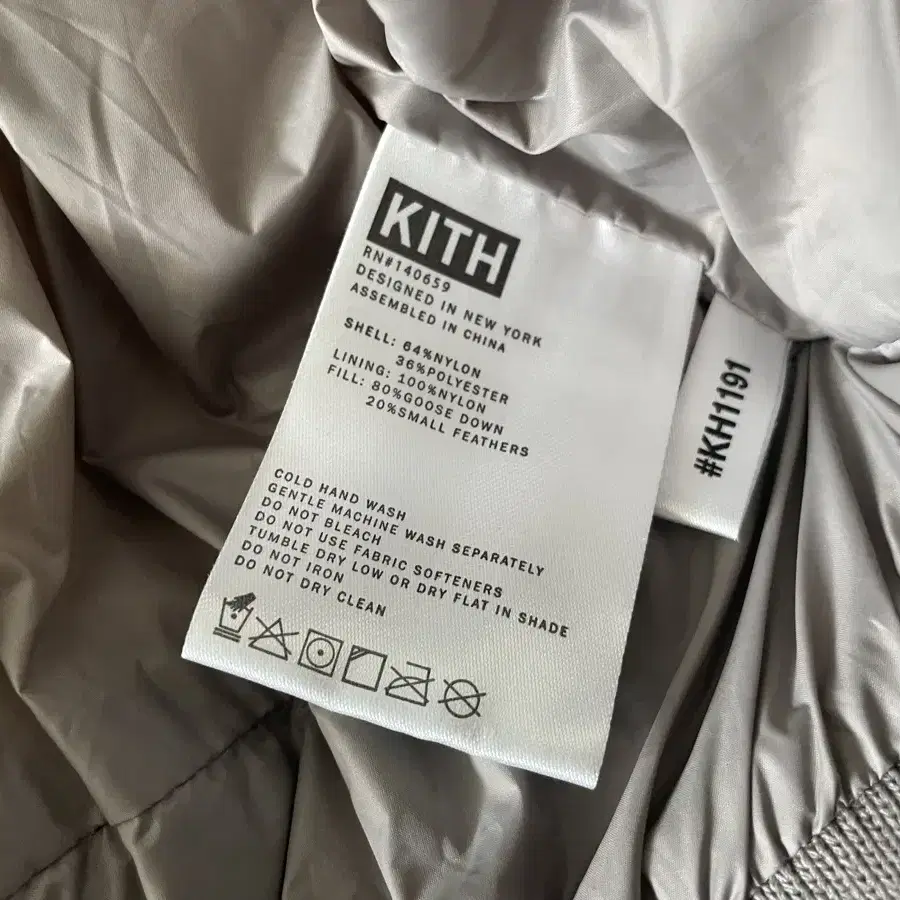 KITH
RN#140659
DESIGNED IN NEW YORK
ASSEMBLED IN CHINA
SHELL: 64%NYLON
36%POLYESTER
LINING: 100%NYLON
FILL: 80%GOOSE DOWN
20%SMALL FEATHERS
COLD HAND WASH
GENTLE MACHINE WASH SEPARATELY
DO NOT BLEACH
DO NOT USE FABRIC SOFTENERS
TUMBLE DRY LOW OR DRY FLAT IN SHADE
DO NOT IRON
DO NOT DRY CLEAN
#KH1191